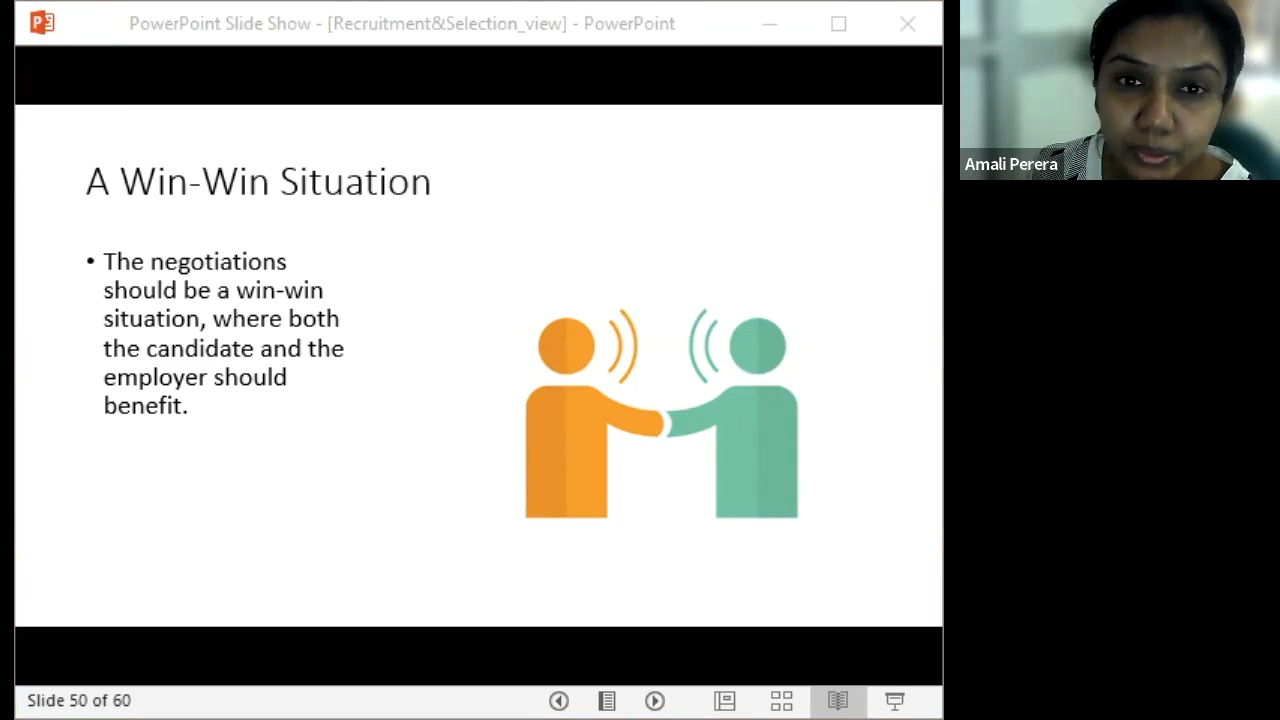 PowerPoint Slide Show - [Recruitment&Selection_view] - PowerPoint
Amali Perera
A Win-Win Situation
• The negotiations
should be a win-win
situation, where both
the candidate and the
employer should
benefit.
Slide 50 of 60